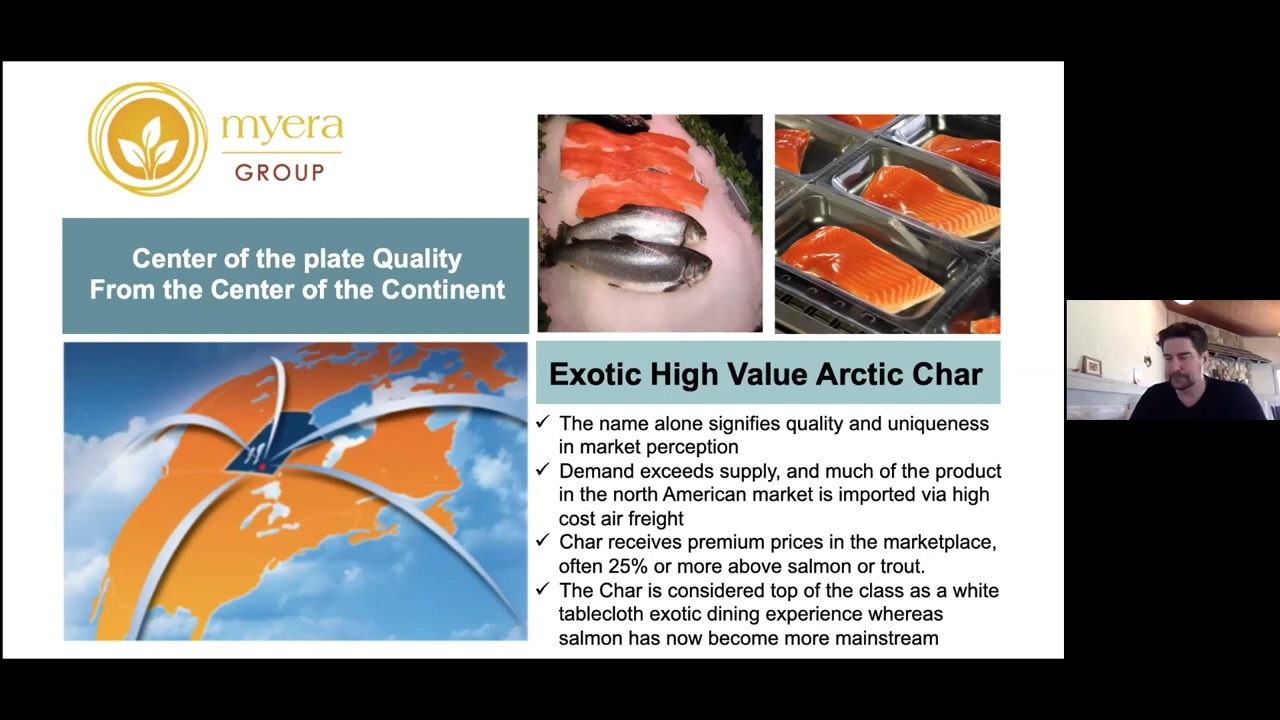 myera
GROUP
Center of the plate Quality
From the Center of the Continent
Exotic High Value Arctic Char
✓ The name alone signifies quality and uniqueness
in market perception
✓ Demand exceeds supply, and much of the product
in the north American market is imported via high
cost air freight
✓ Char receives premium prices in the marketplace,
often 25% or more above salmon or trout.
✓ The Char is considered top of the class as a white
tablecloth exotic dining experience whereas
salmon has now become more mainstream